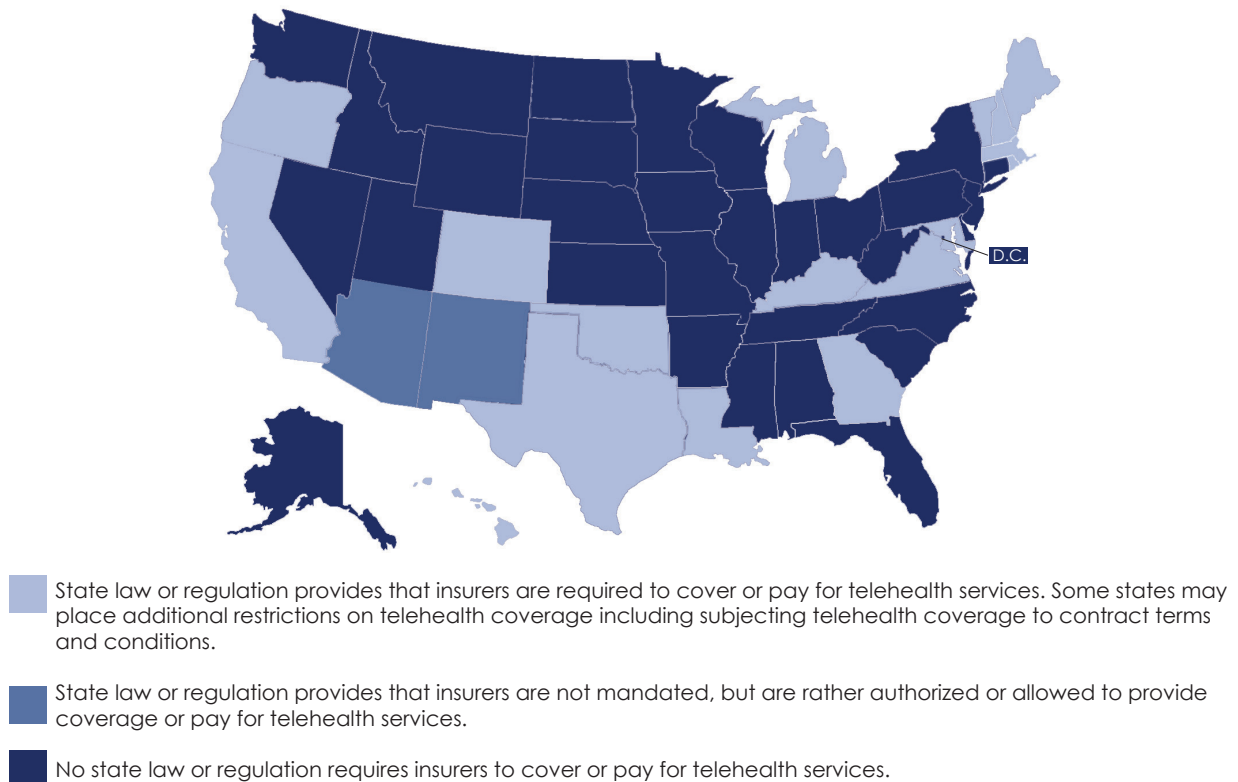 D.C.
State law or regulation provides that insurers are required to cover or pay for telehealth services. Some states may
place additional restrictions on telehealth coverage including subjecting telehealth coverage to contract terms
and conditions.
State law or regulation provides that insurers are not mandated, but are rather authorized or allowed to provide
coverage or pay for telehealth services.
No state law or regulation requires insurers to cover or pay for telehealth services.